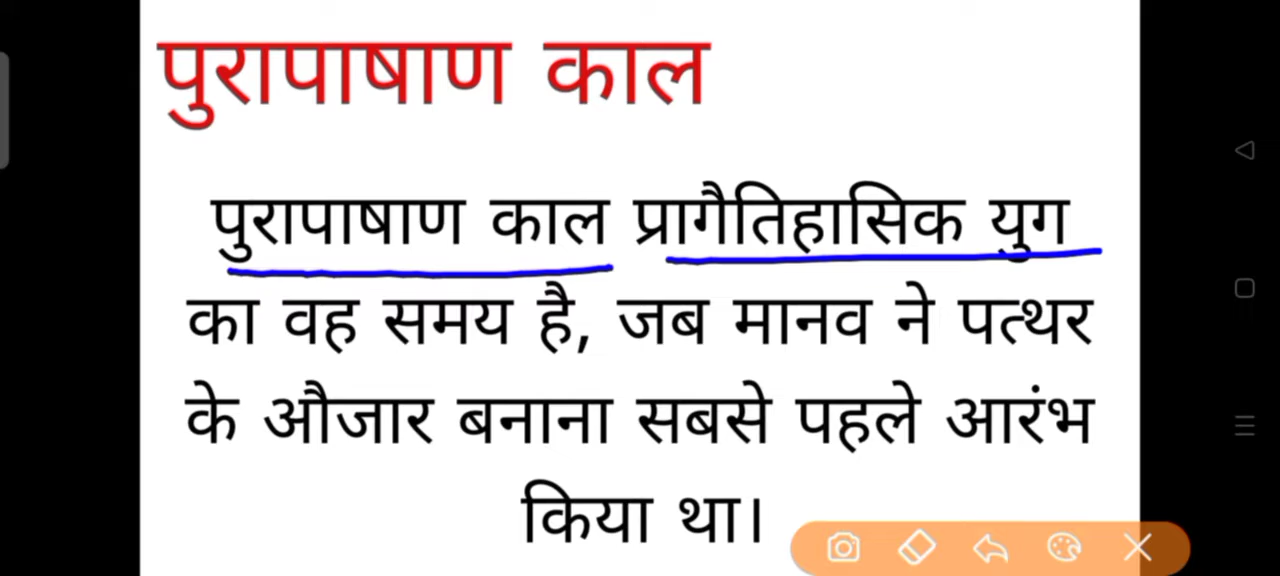 पुरापाषाण काल
पुरापाषाण काल प्रागैतिहासिक युग
का वह समय है, जब मानव ने पत्थर
के औजार बनाना सबसे पहले आरंभ
किया था।